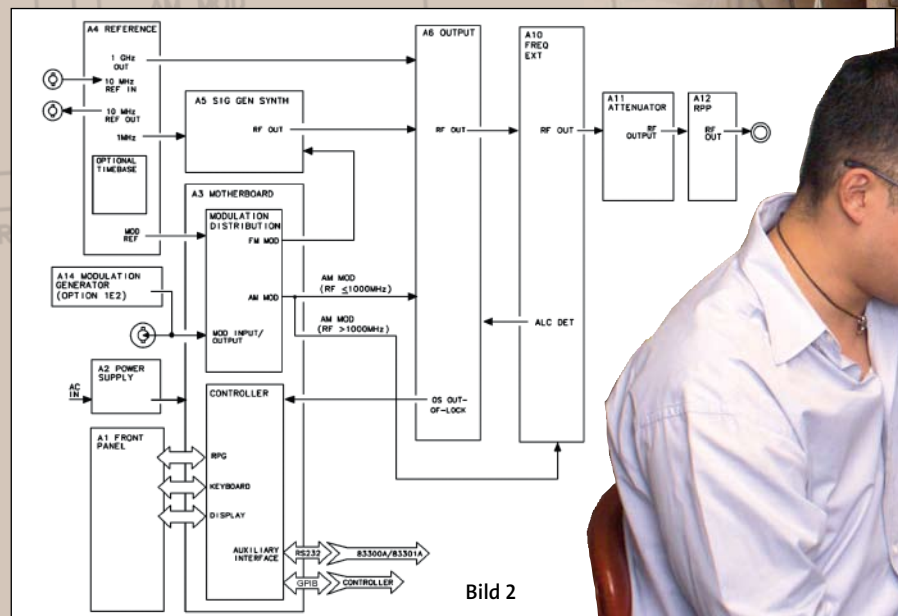 AM MOD
A4 REFERENCE
1 GHz
OUT
10 MHz
REF IN
10 MHz
REF OUT
1MHz
OPTIONAL
TIMEBASE
MOD
REF
A5 SIG GEN SYNTH
RF OUT
A3 MOTHERBOARD
MODULATION
DISTRIBUTION
FM MOD
AM MOD
MOD INPUT/
OUTPUT
A14 MODULATION
GENERATOR
(OPTION 1E2)
AM MOD
(RF ≤1000MHz)
AM MOD
(RF >1000MHz)
A2 POWER
SUPPLY
AC
IN
CONTROLLER
A1 FRONT
PANEL
RPG
KEYBOARD
DISPLAY
AUXILIARY
INTERFACE
RS232
83300A/83301A
GPIB
CONTROLLER
A6 OUTPUT
RF OUT
OS OUT-
OF-LOCK
A10
FREQ
EXT
RF OUT
ALC DET
A11
ATTENUATOR
RF
OUTPUT
A12
RPP
RF
OUT
Bild 2